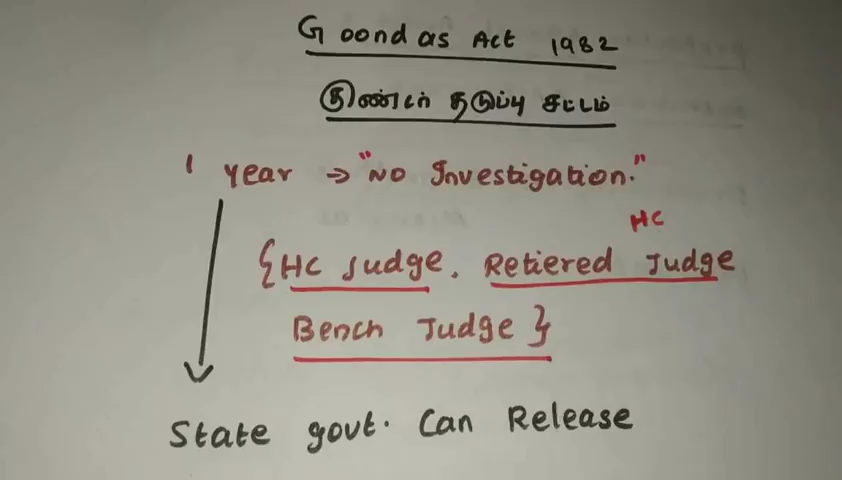 Goondas Act 1982
குண்டர் தடுப்பு சட்டம்
1 year → "No Investigation."
HC
{HC Judge. Retiered Judge
Bench Judge}
State govt. Can Release